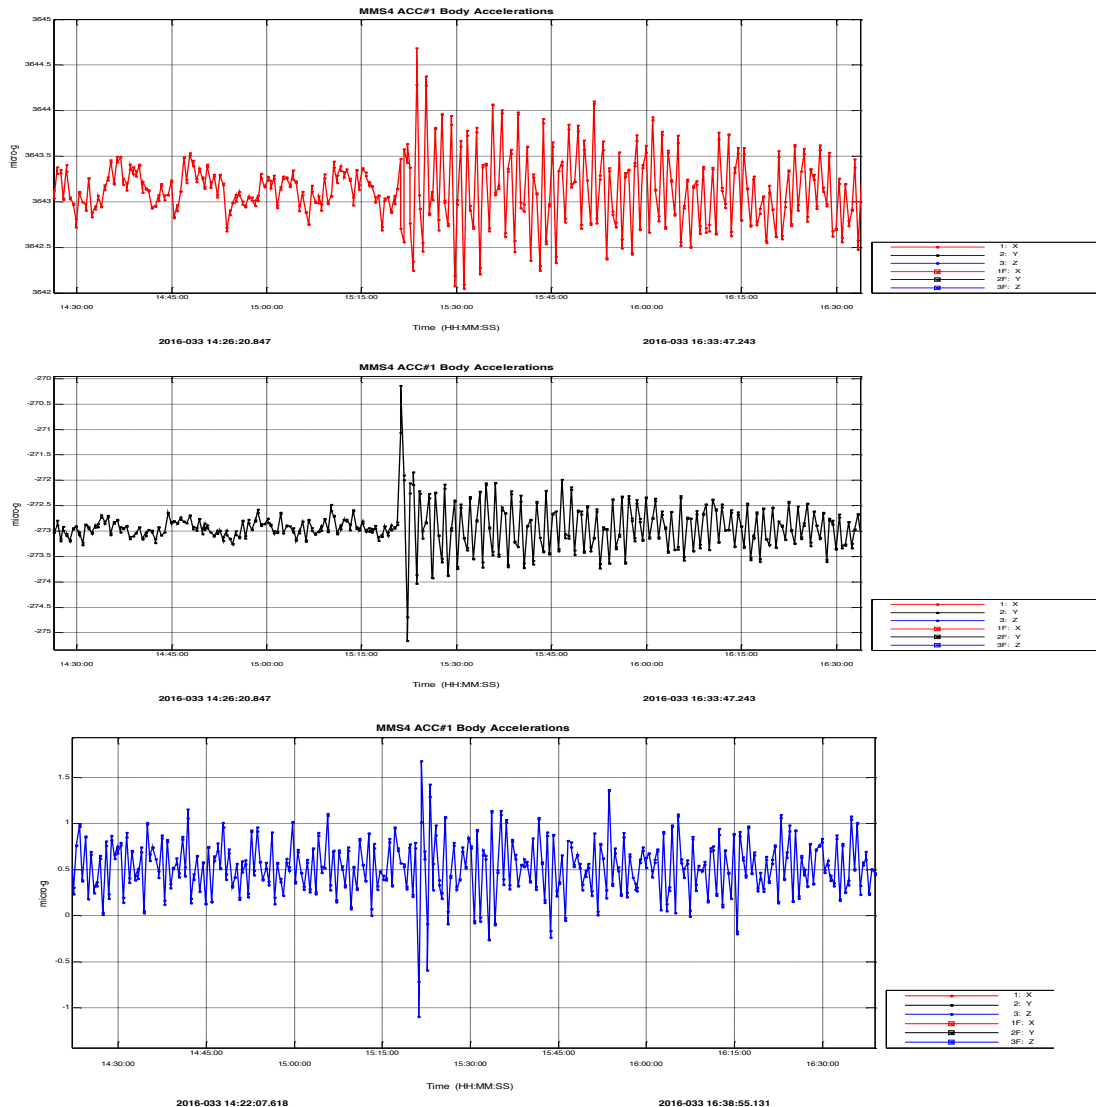 MMS4 ACC#1 Body Accelerations
3645
3644.5
3644
3643.5
3643
3642.5
3642
micro-g
14:30:00 14:45:00 15:00:00 15:15:00 15:30:00 15:45:00 16:00:00 16:15:00 16:30:00
Time (HH:MM:SS)
2016-033 14:26:20.847 2016-033 16:33:47.243
1: X
2: Y
3: Z
1F: X
2F: Y
3F: Z
MMS4 ACC#1 Body Accelerations
-270
-270.5
-271
-271.5
-272
-272.5
-273
-273.5
-274
-274.5
-275
micro-g
14:30:00 14:45:00 15:00:00 15:15:00 15:30:00 15:45:00 16:00:00 16:15:00 16:30:00
Time (HH:MM:SS)
2016-033 14:26:20.847 2016-033 16:33:47.243
1: X
2: Y
3: Z
1F: X
2F: Y
3F: Z
MMS4 ACC#1 Body Accelerations
1.5
1
0.5
0
-0.5
-1
micro-g
14:30:00 14:45:00 15:00:00 15:15:00 15:30:00 15:45:00 16:00:00 16:15:00 16:30:00
Time (HH:MM:SS)
2016-033 14:22:07.618 2016-033 16:38:55.131
1: X
2: Y
3: Z
1F: X
2F: Y
3F: Z